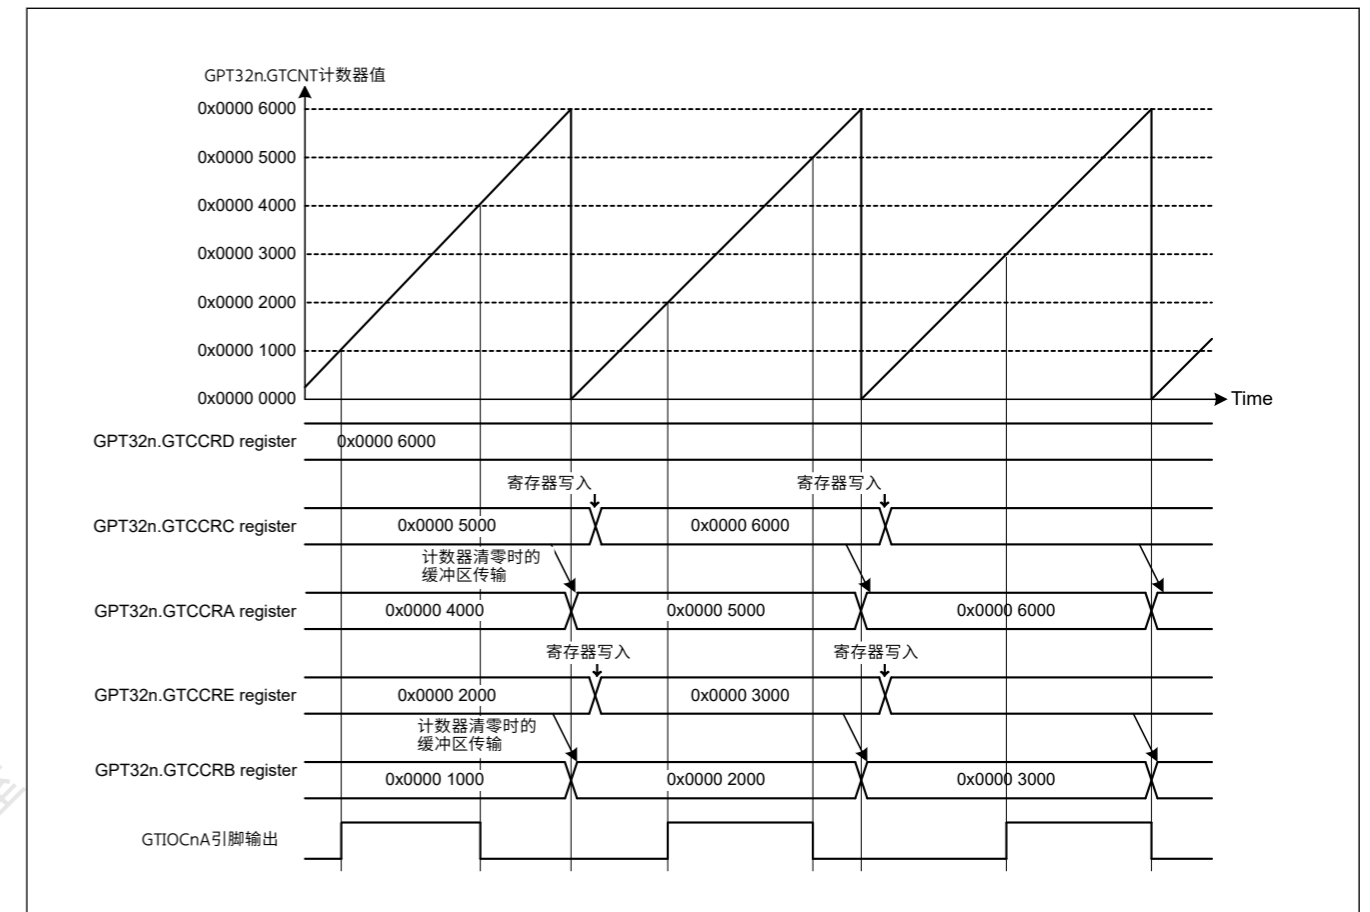 GPT32n.GTCNT计数器值
0x0000 6000
0x0000 5000
0x0000 4000
0x0000 3000
0x0000 2000
0x0000 1000
0x0000 0000
Time
GPT32n.GTCCRD register
0x0000 6000
寄存器写入
寄存器写入
GPT32n.GTCCRC register
0x0000 5000
0x0000 6000
计数器清零时的
缓冲区传输
GPT32n.GTCCRA register
0x0000 4000
0x0000 5000
0x0000 6000
寄存器写入
寄存器写入
GPT32n.GTCCRE register
0x0000 2000
0x0000 3000
计数器清零时的
缓冲区传输
GPT32n.GTCCRB register
0x0000 1000
0x0000 2000
0x0000 3000
GTIOCnA引脚输出